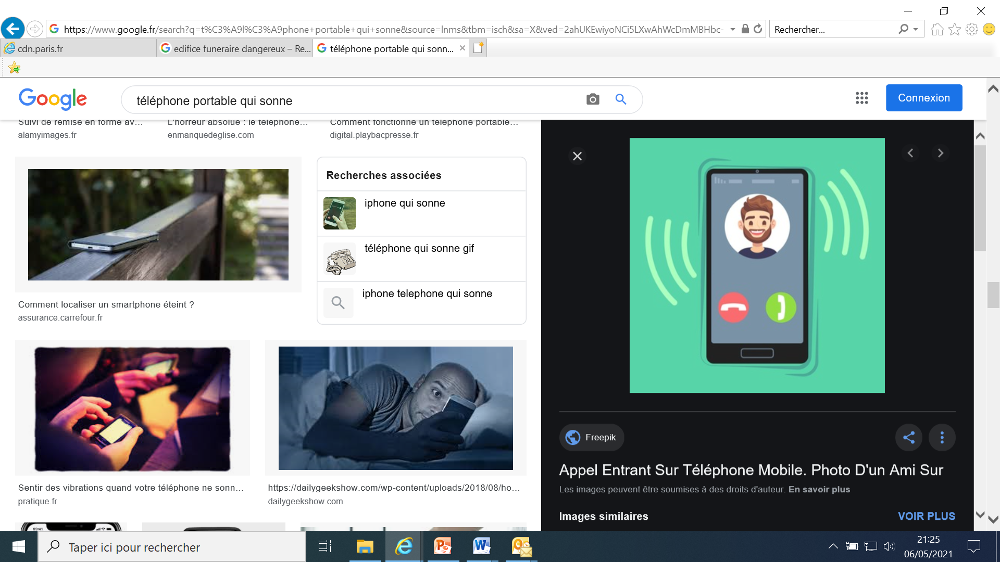 https://www.google.fr/search?q=t%C3%A9l%C3%A9phone+portable+qui+sonne&source=lnms&tbm=isch&sa=X&ved=2ahUKEwiyoNCi5LXwAhWcDmMBHbc-
Rechercher...
cdn.paris.fr
edifice funeraire dangereux – Re...
téléphone portable qui sonn...
Google
téléphone portable qui sonne
Connexion
Suivi de remise en forme av...
L'horreur absolue : le téléphone...
Comment fonctionne un téléphone portable...
alamyimages.fr
enmanquedeglise.com
digital.playbacpresse.fr
Recherches associées
iphone qui sonne
téléphone qui sonne gif
iphone telephone qui sonne
Comment localiser un smartphone éteint ?
assurance.carrefour.fr
Sentir des vibrations quand votre téléphone ne sonn...
pratique.fr
https://dailygeekshow.com/wp-content/uploads/2018/08/ho...
dailygeekshow.com
Freepik
Appel Entrant Sur Téléphone Mobile. Photo D'un Ami Sur
Les images peuvent être soumises à des droits d'auteur. En savoir plus
Images similaires
VOIR PLUS
09:41
Taper ici pour rechercher
21:25
06/05/2021